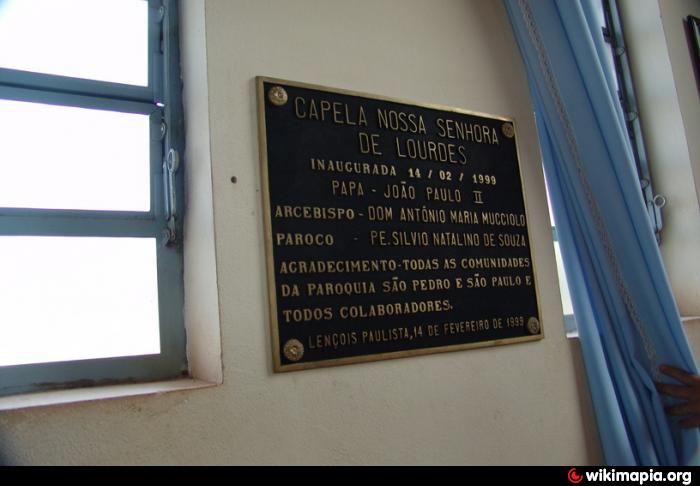 CAPELA NOSSA SENHORA
DE LOURDES
INAUGURADA 14 / 02 / 1999
PAPA - JOÃO PAULO II
ARCEBISPO - DOM ANTÔNIO MARIA MUCCIOLO
PAROCO - PE. SILVIO NATALINO DE SOUZA
AGRADECIMENTO - TODAS AS COMUNIDADES
DA PAROQUIA SÃO PEDRO E SÃO PAULO E
TODOS COLABORADORES.
LENÇOIS PAULISTA, 14 DE FEVEREIRO DE 1999
wikimapia.org